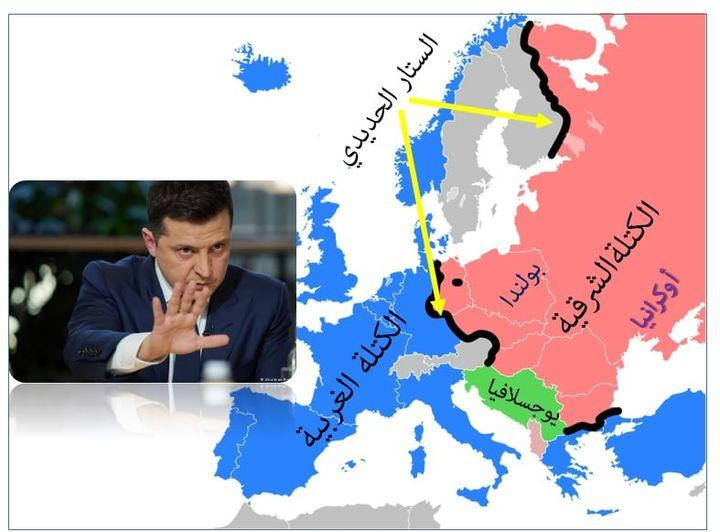 الستار الحديدي
الكتلة الشرقية
بولندا
أوكرانيا
الكتلة الغربية
يوجسلافيا